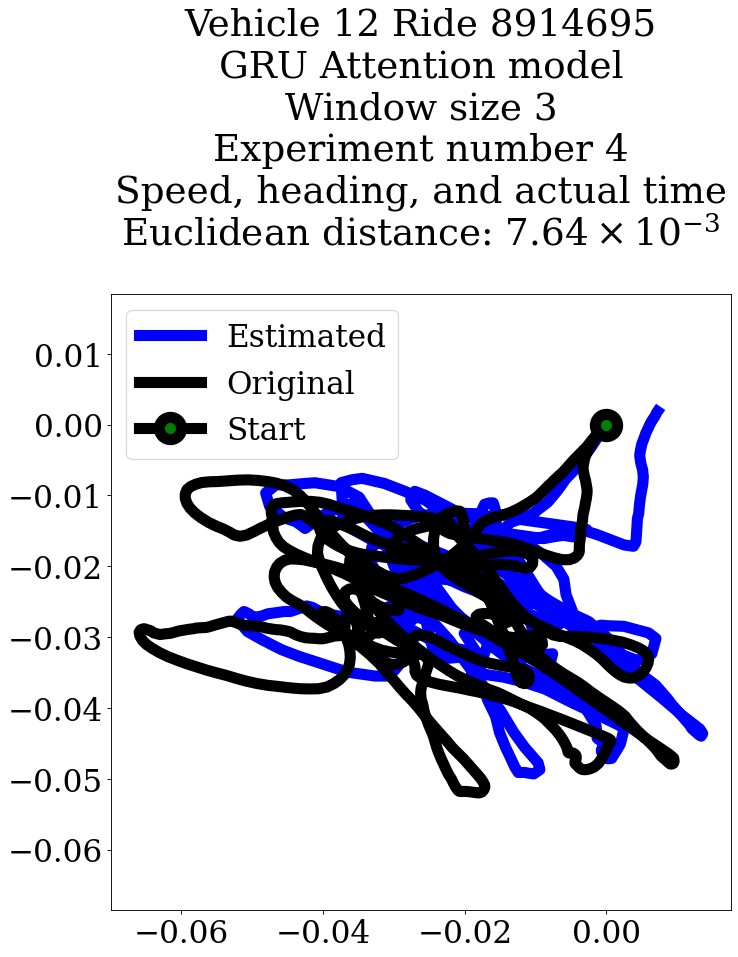 Vehicle 12 Ride 8914695
GRU Attention model
Window size 3
Experiment number 4
Speed, heading, and actual time
Euclidean distance: 7.64 × 10⁻³
Estimated
Original
Start
0.01
0.00
−0.01
−0.02
−0.03
−0.04
−0.05
−0.06
−0.06 −0.04 −0.02 0.00